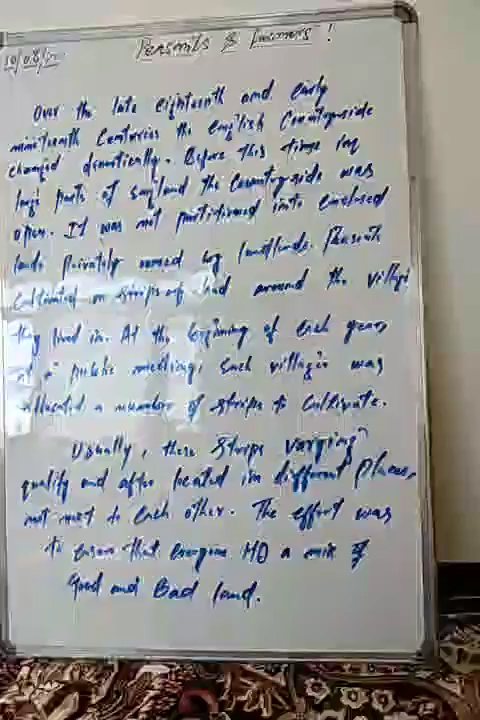 10/08/
Peasants & Farmers !
Over the late eighteenth and early
nineteenth Centuries the english Countryside
changed dramatically. Before this time in
large parts of England the Countryside was
open. It was not partitioned into enclosed
lands Privately owned by landlords. Peasants
Cultivated on strips of land around the village
they lived in. At the beginning of each year
at a public meeting, each villager was
allocated a number of strips to Cultivate.
Usually, these strips varying
quality and often located in different places,
not next to each other. The effort was
to ensure that everyone HD a mix of
Good and Bad land.